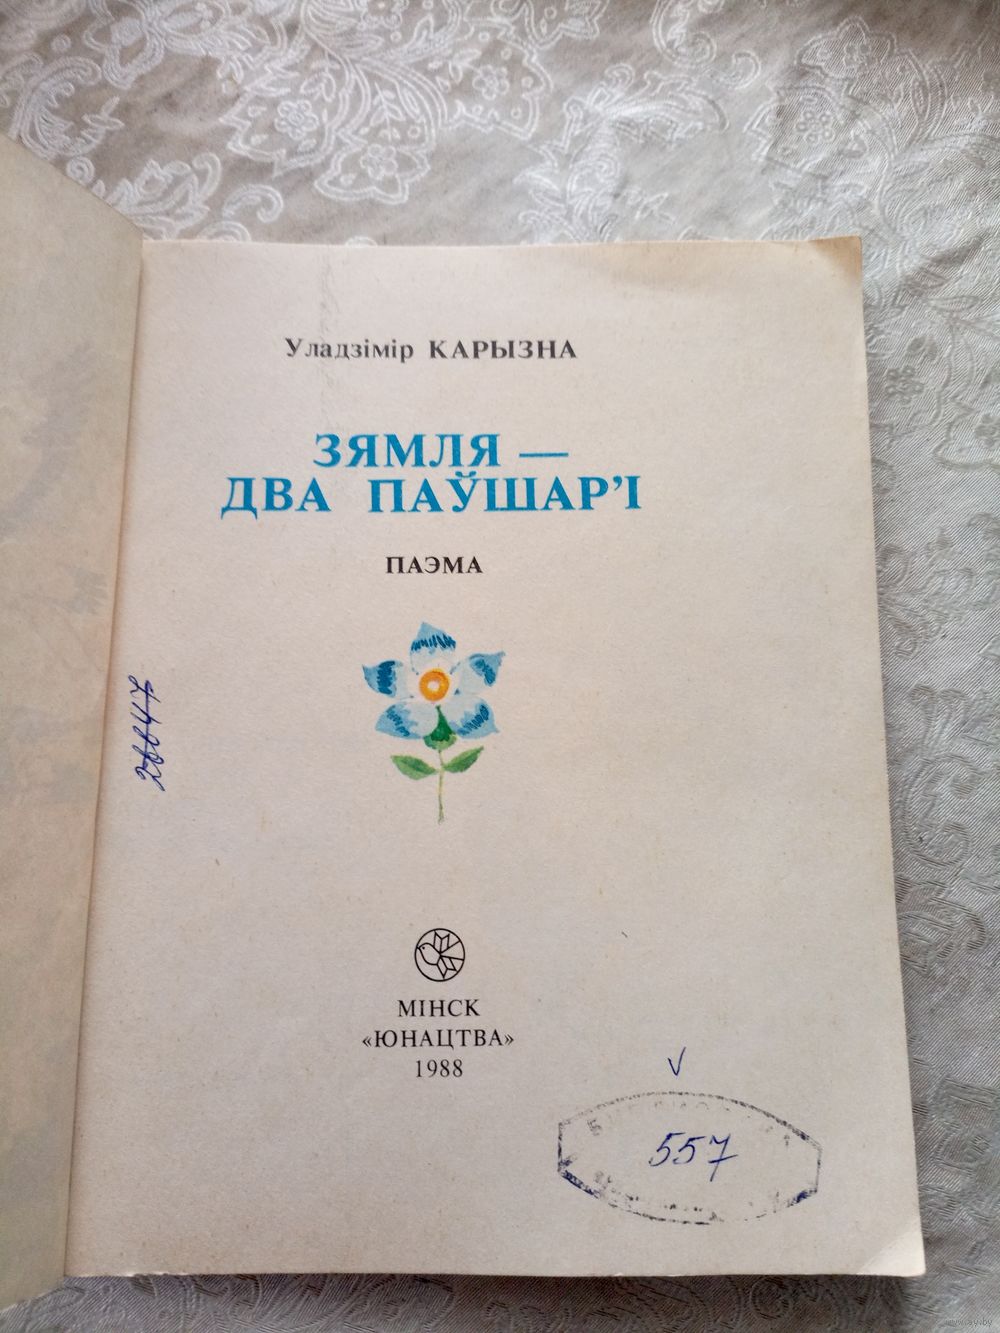 Уладзімір КАРЫЗНА
ЗЯМЛЯ —
ДВА ПАЎШАР'І
ПАЭМА
МІНСК
«ЮНАЦТВА»
1988
557